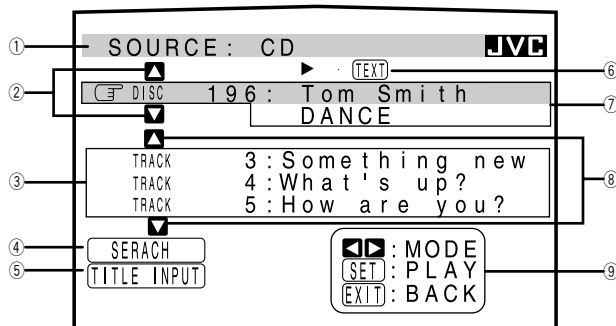 ① SOURCE: CD JVC
② ▶ TEXT ⑥
DISC 196: Tom Smith ⑦
DANCE
TRACK 3:Something new ⑧
③ TRACK 4:What's up?
TRACK 5:How are you?
④ SERACH ◀▶: MODE
⑤ TITLE INPUT SET: PLAY ⑨
EXIT: BACK